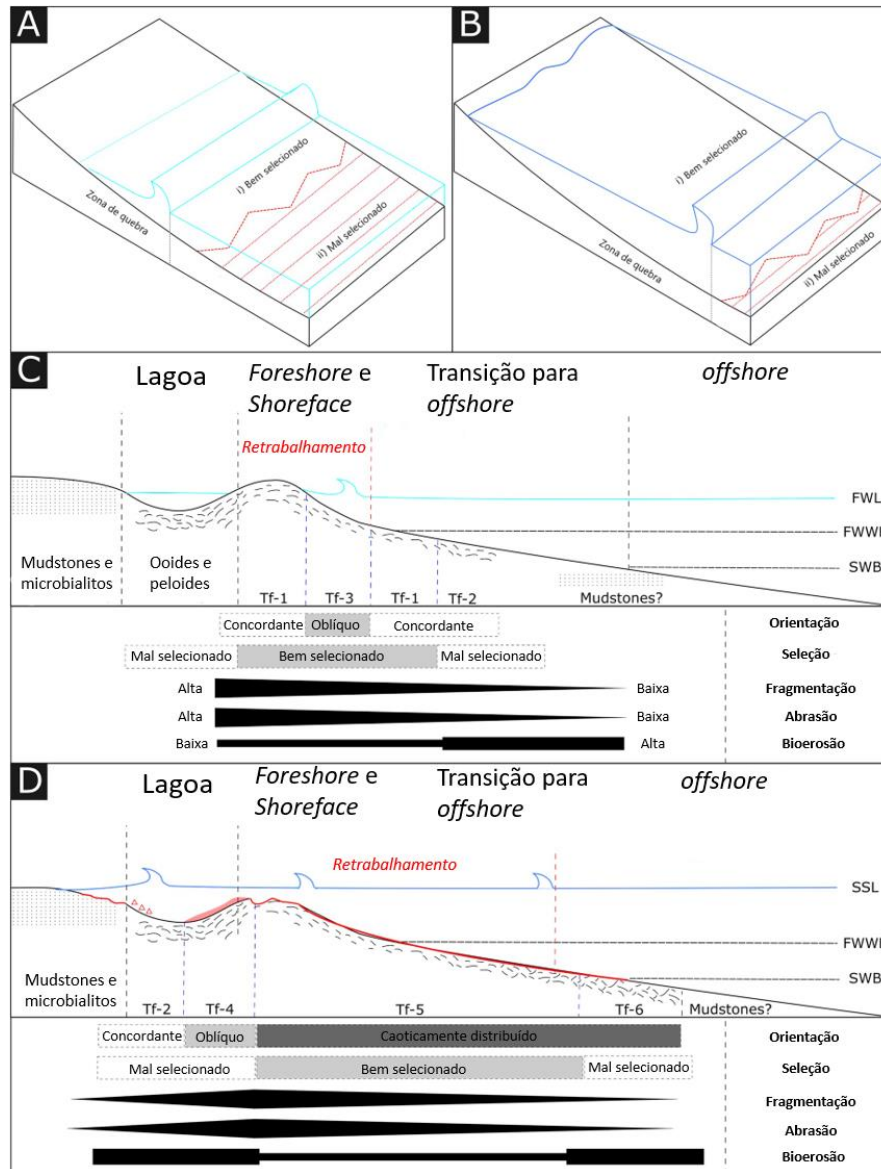 A
Zona de quebra
i) Bem selecionado
ii) Mal selecionado
B
i) Bem selecionado
Zona de quebra
ii) Mal selecionado
C
Lagoa
Foreshore e
Shoreface
Transição para
offshore
offshore
Retrabalhamento
FWL
FWWB
SWB
Mudstones e
microbialitos
Ooides e
peloides
Tf-1 Tf-3 Tf-1 Tf-2 Mudstones?
Concordante Oblíquo Concordante Orientação
Mal selecionado Bem selecionado Mal selecionado Seleção
Alta Baixa Fragmentação
Alta Baixa Abrasão
Baixa Alta Bioerosão
D
Lagoa
Foreshore e
Shoreface
Transição para
offshore
offshore
Retrabalhamento
SSL
SWB
Mudstones e
microbialitos
Tf-2 Tf-4 Tf-5 Tf-6 Mudstones?
Concordante Oblíquo Caoticamente distribuído Orientação
Mal selecionado Bem selecionado Mal selecionado Seleção
Fragmentação
Abrasão
Bioerosão